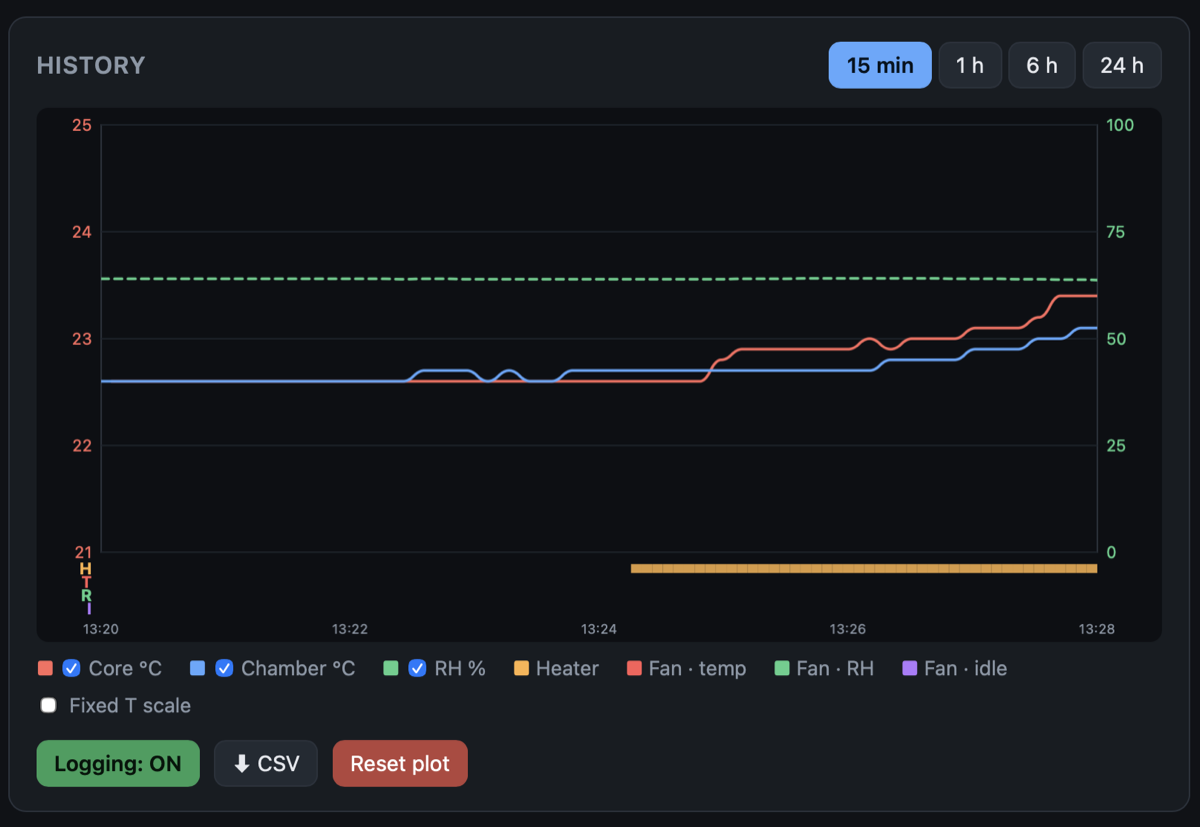 HISTORY 15 min 1 h 6 h 24 h
25 100
24 75
23 50
22 25
21 0
H
T
R
I
13:20 13:22 13:24 13:26 13:28
Core °C Chamber °C RH % Heater Fan · temp Fan · RH Fan · idle
Fixed T scale
Logging: ON ⬇ CSV Reset plot